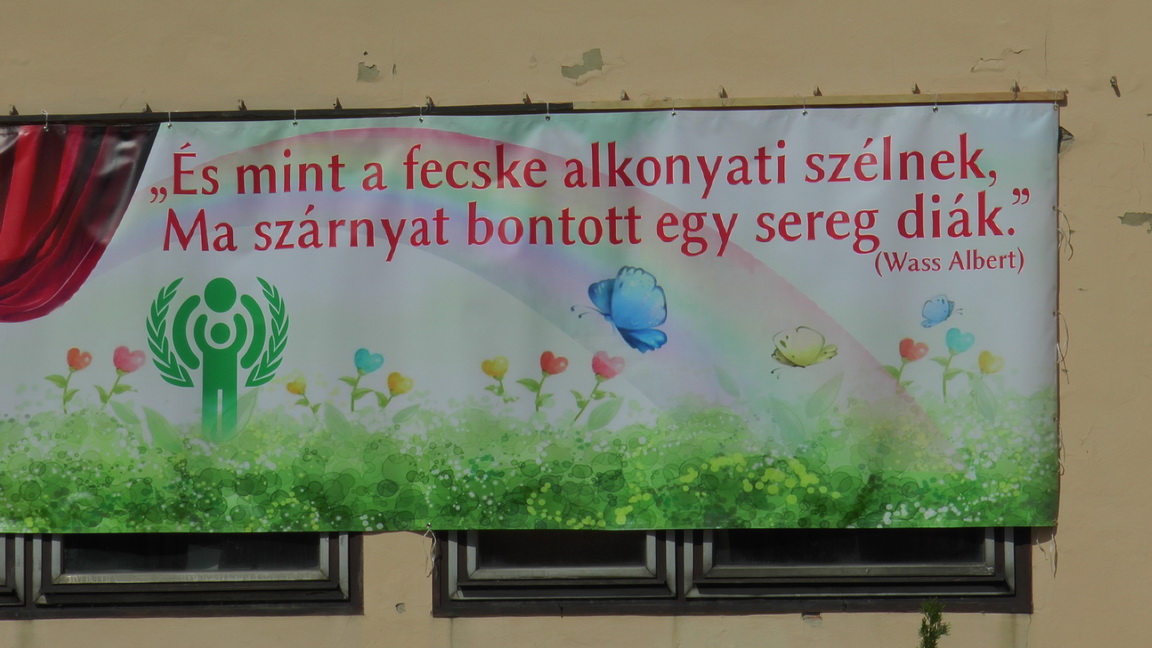 „És mint a fecske alkonyati szélnek,
Ma szárnyat bontott egy sereg diák.”
(Wass Albert)